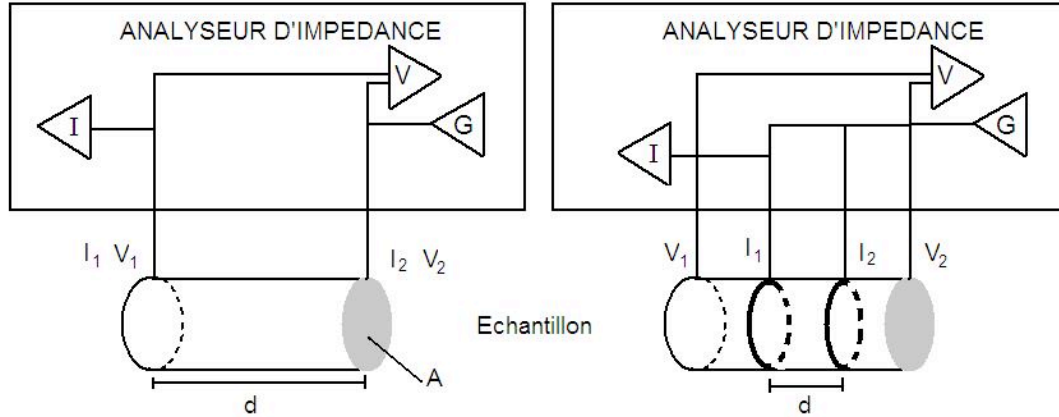 ANALYSEUR D'IMPEDANCE
V
I
G
I₁ V₁
I₂ V₂
A
d
Echantillon
ANALYSEUR D'IMPEDANCE
V
I
G
V₁ I₁ I₂ V₂
d